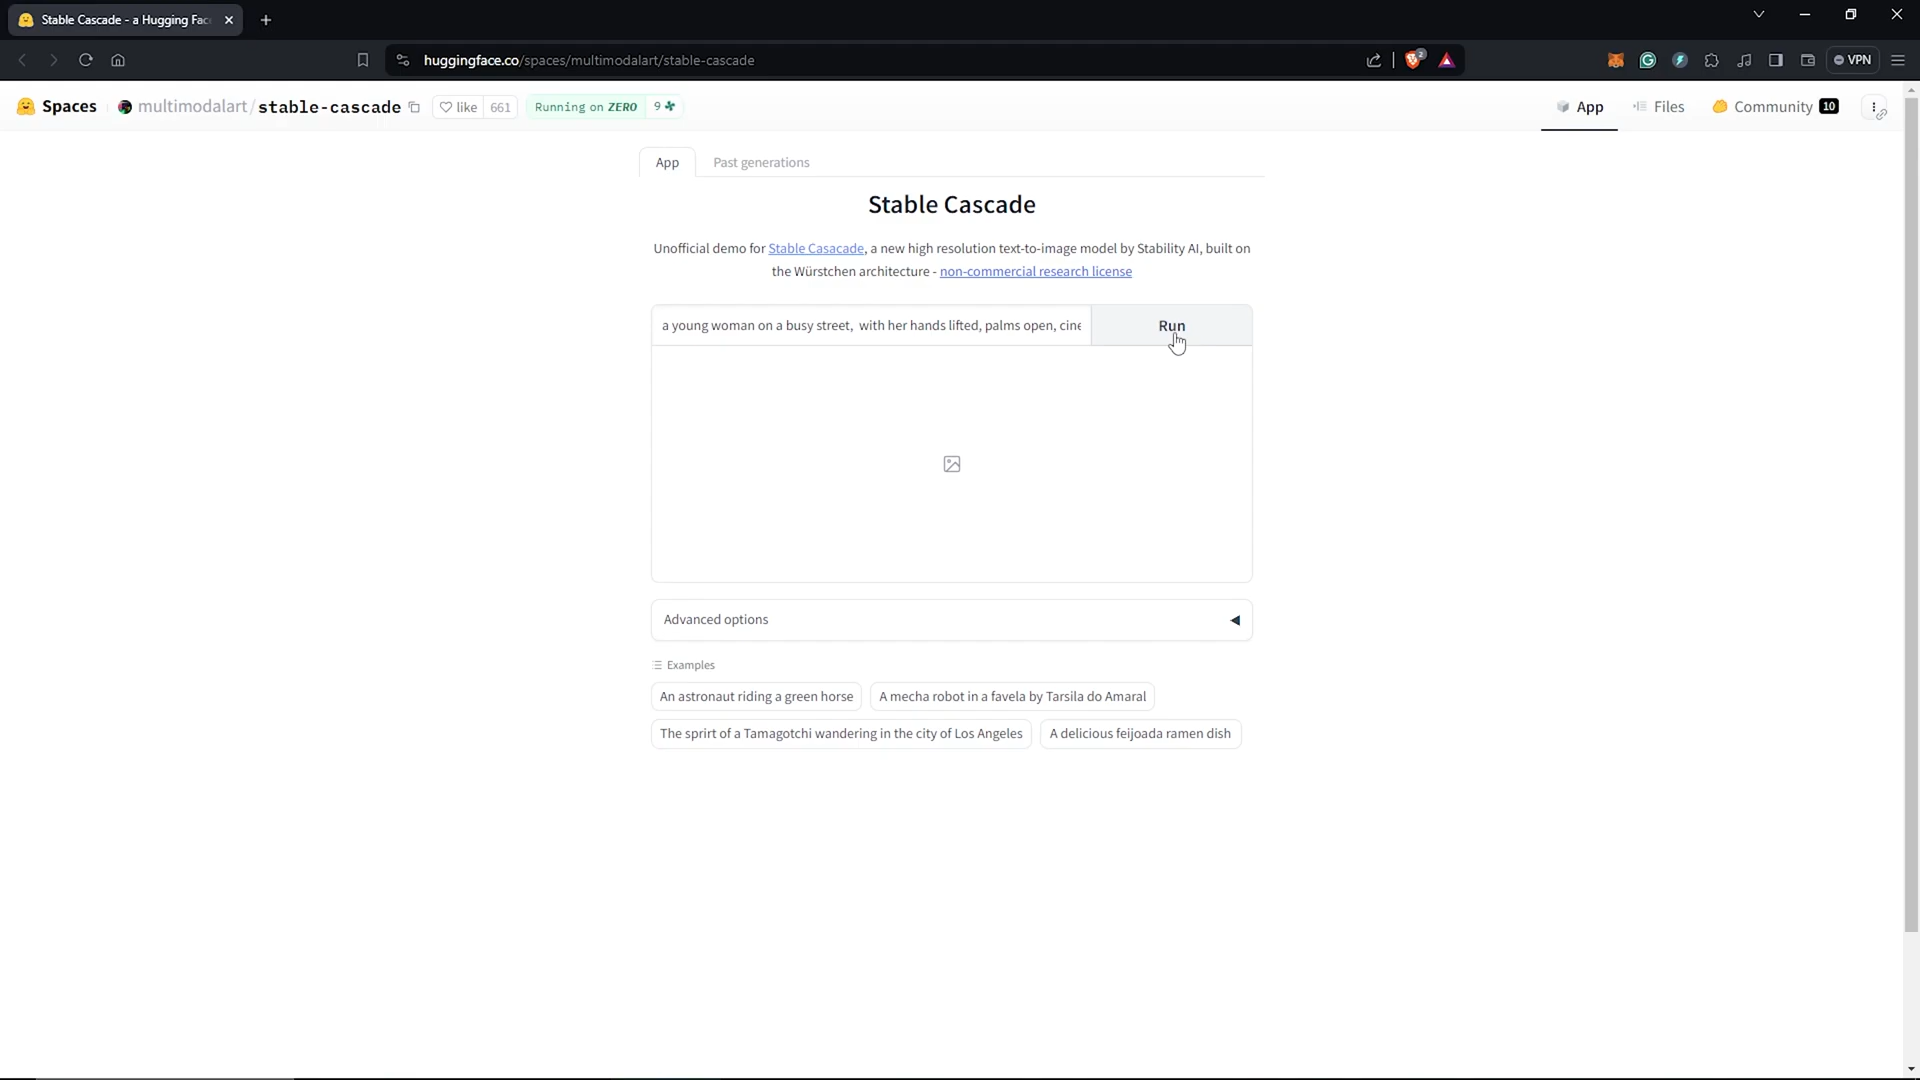 Stable Cascade - a Hugging Fac
huggingface.co/spaces/multimodalart/stable-cascade
2
VPN
Spaces
multimodalart/stable-cascade
like 661
Running on ZERO 9
App
Files
Community 10
App
Past generations
Stable Cascade
Unofficial demo for Stable Casacade, a new high resolution text-to-image model by Stability AI, built on
the Würstchen architecture - non-commercial research license
a young woman on a busy street, with her hands lifted, palms open, cine
Run
Advanced options
Examples
An astronaut riding a green horse
A mecha robot in a favela by Tarsila do Amaral
The sprirt of a Tamagotchi wandering in the city of Los Angeles
A delicious feijoada ramen dish